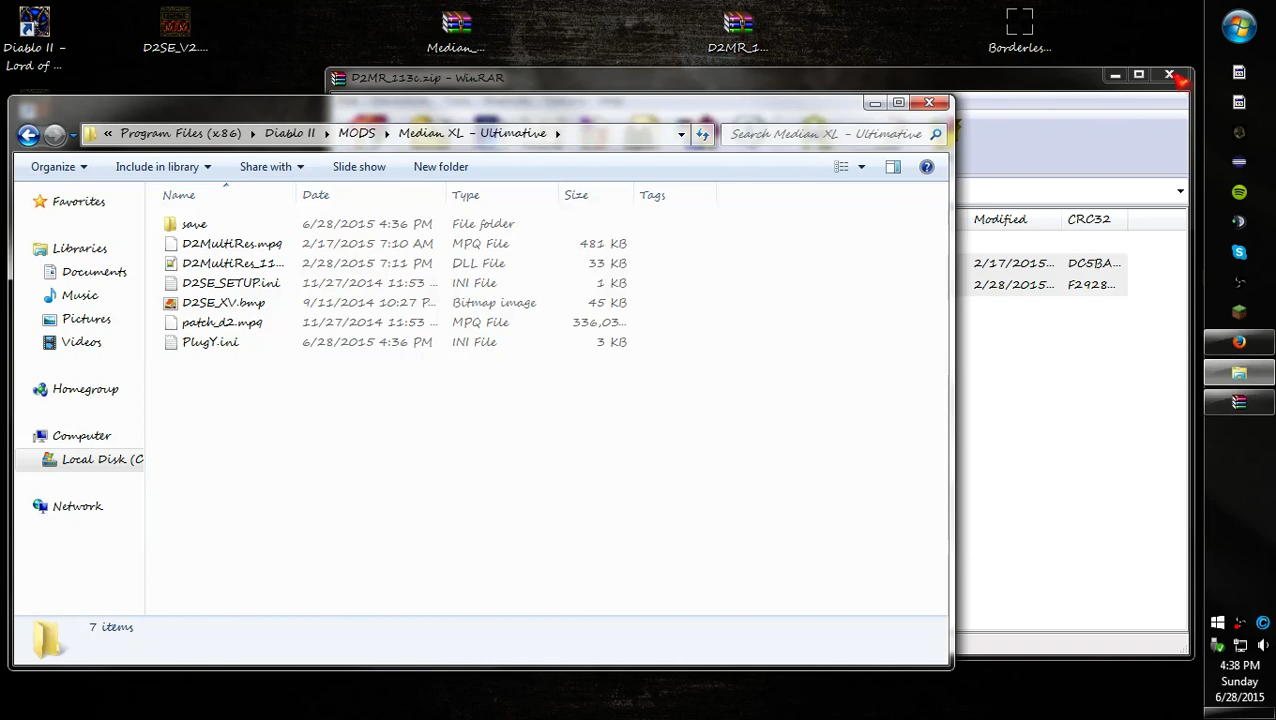 Diablo II -
Lord of ...
D2SE_V2....
Median_...
D2MR_1...
Borderles...
D2MR_113c.zip - WinRAR
« Program Files (x86) Diablo II MODS Median XL - Ultimative
Search Median XL - Ultimative
Organize Include in library Share with Slide show New folder
Name Date Type Size Tags
save 6/28/2015 4:36 PM File folder
D2MultiRes.mpq 2/17/2015 7:10 AM MPQ File 481 KB
D2MultiRes_11... 2/28/2015 7:11 PM DLL File 33 KB
D2SE_SETUP.ini 11/27/2014 11:53 ... INI File 1 KB
D2SE_XV.bmp 9/11/2014 10:27 P... Bitmap image 45 KB
patch_d2.mpq 11/27/2014 11:53 ... MPQ File 336,03...
PlugY.ini 6/28/2015 4:36 PM INI File 3 KB
Favorites
Libraries
Documents
Music
Pictures
Videos
Homegroup
Computer
Local Disk (C
Network
7 items
Modified CRC32
2/17/2015... DC5BA...
2/28/2015... F2928...
4:38 PM
Sunday
6/28/2015